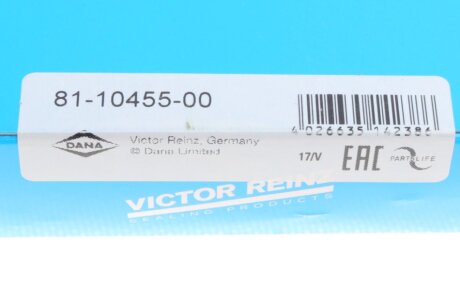 81-10455-00
4 026635 142386
DANA
Victor Reinz, Germany
© Dana Limited
17/V
EAC
PARTSLIFE
VICTOR REINZ
SEALING PRODUCTS